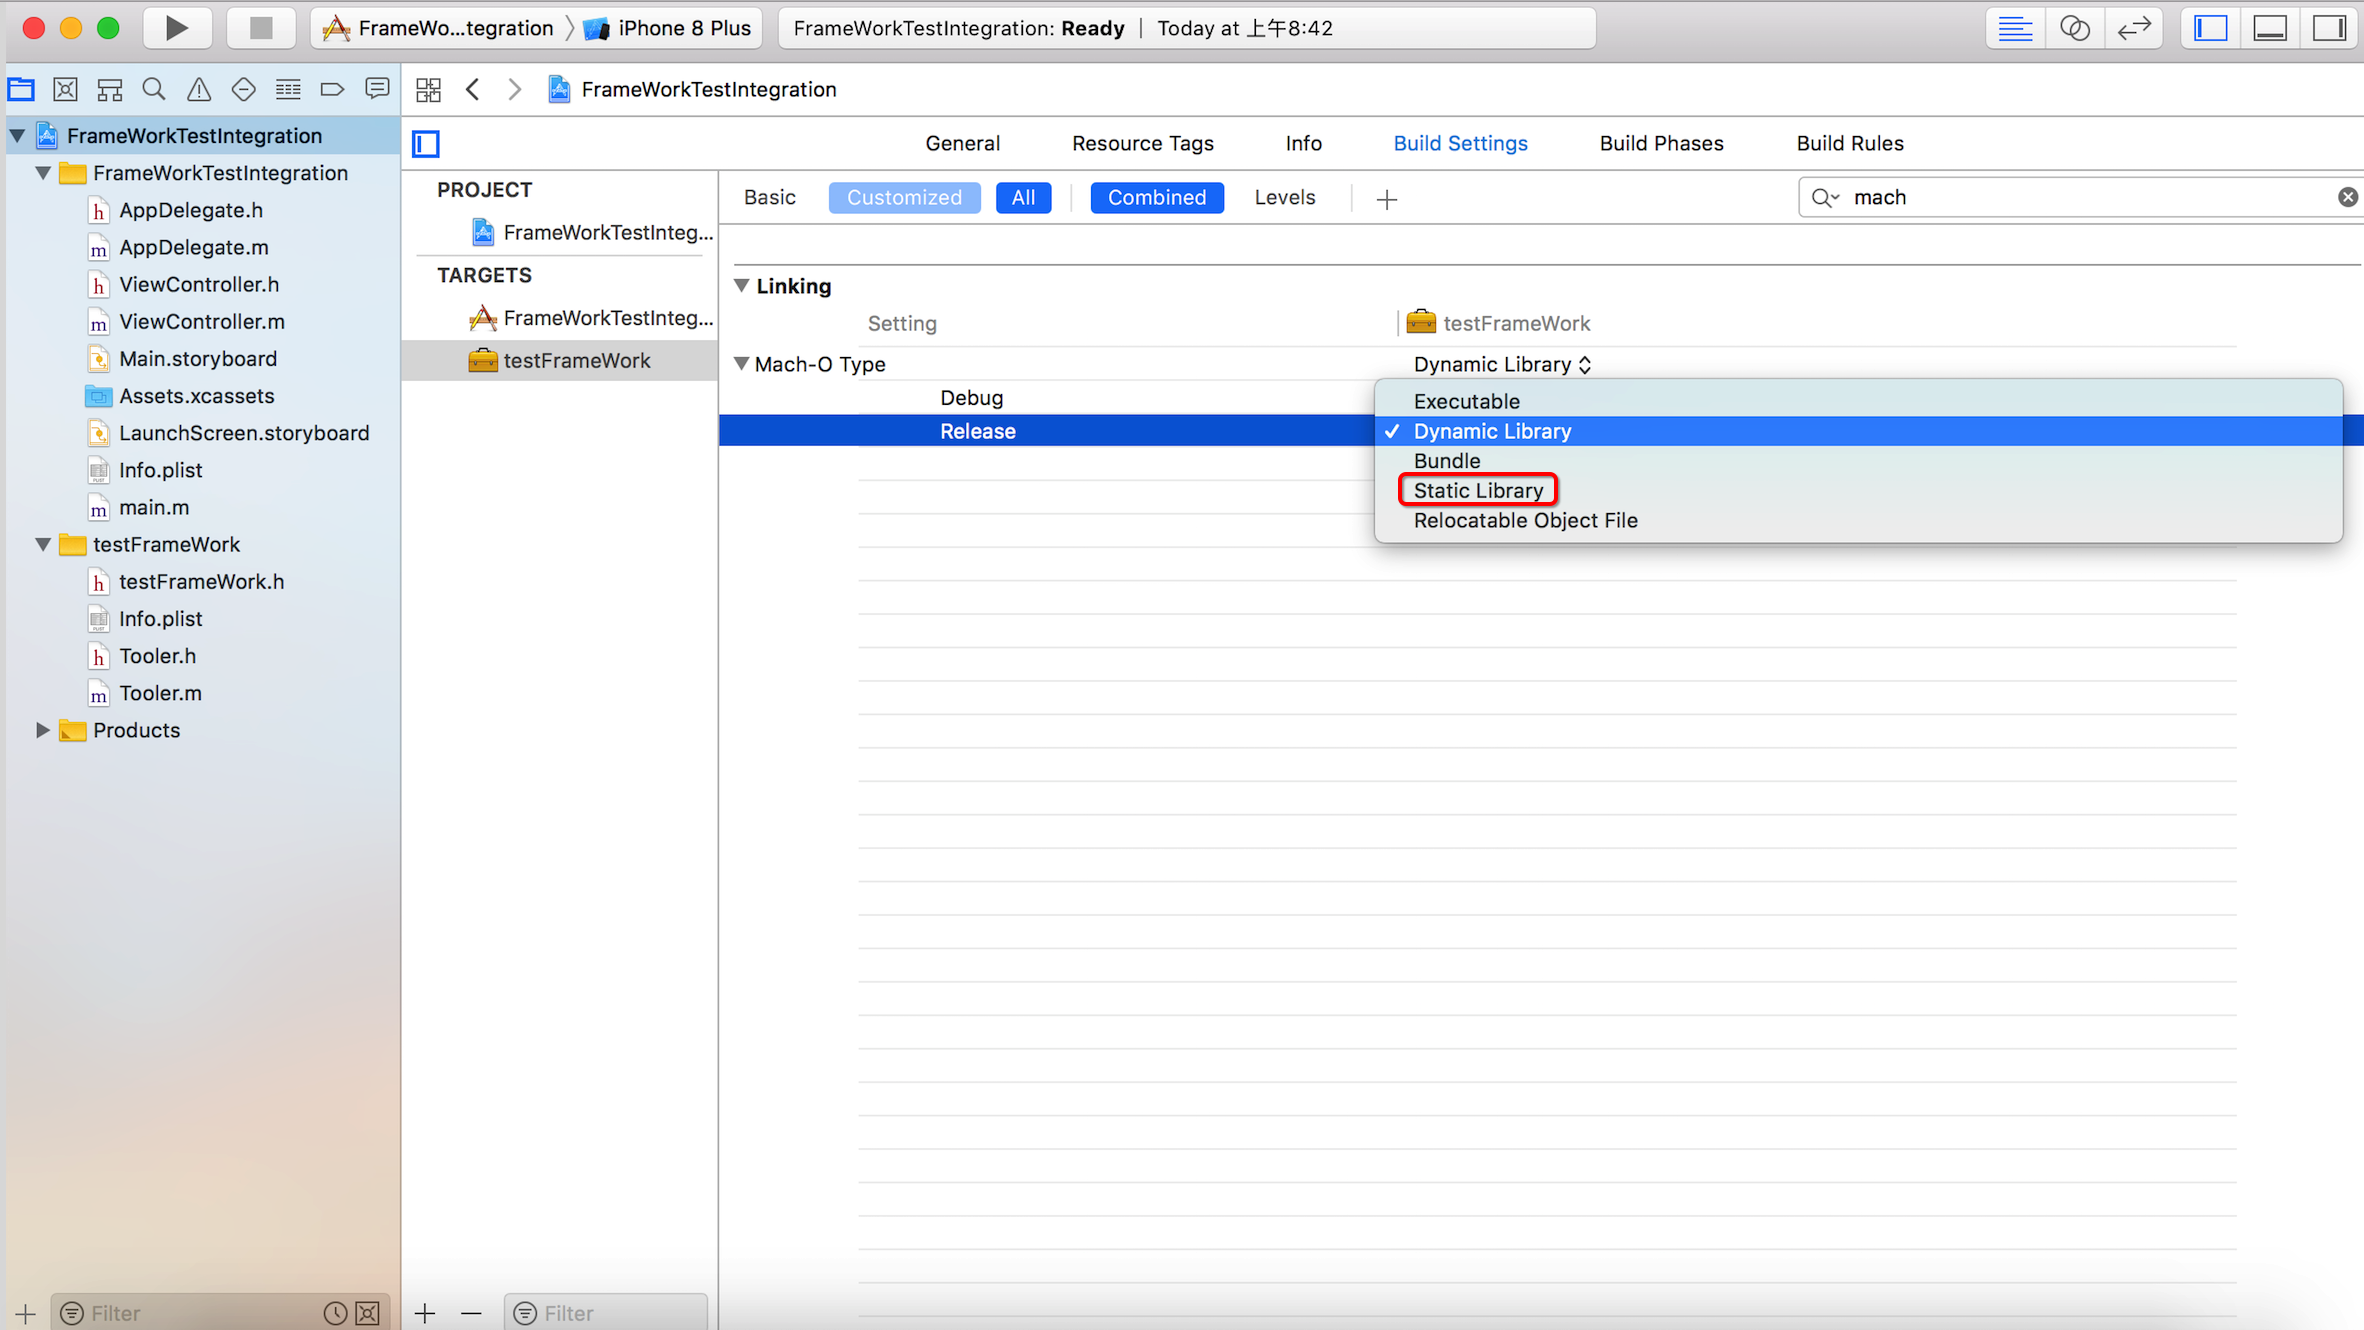 FrameWo...tegration
iPhone 8 Plus
FrameWorkTestIntegration: Ready | Today at 上午8:42
FrameWorkTestIntegration
FrameWorkTestIntegration
FrameWorkTestIntegration
AppDelegate.h
AppDelegate.m
ViewController.h
ViewController.m
Main.storyboard
Assets.xcassets
LaunchScreen.storyboard
Info.plist
main.m
testFrameWork
testFrameWork.h
Info.plist
Tooler.h
Tooler.m
Products
Filter
General
Resource Tags
Info
Build Settings
Build Phases
Build Rules
PROJECT
FrameWorkTestInteg...
TARGETS
FrameWorkTestInteg...
testFrameWork
Filter
Basic
Customized
All
Combined
Levels
mach
Linking
Setting
testFrameWork
Mach-O Type
Dynamic Library
Debug
Release
Executable
Dynamic Library
Bundle
Static Library
Relocatable Object File